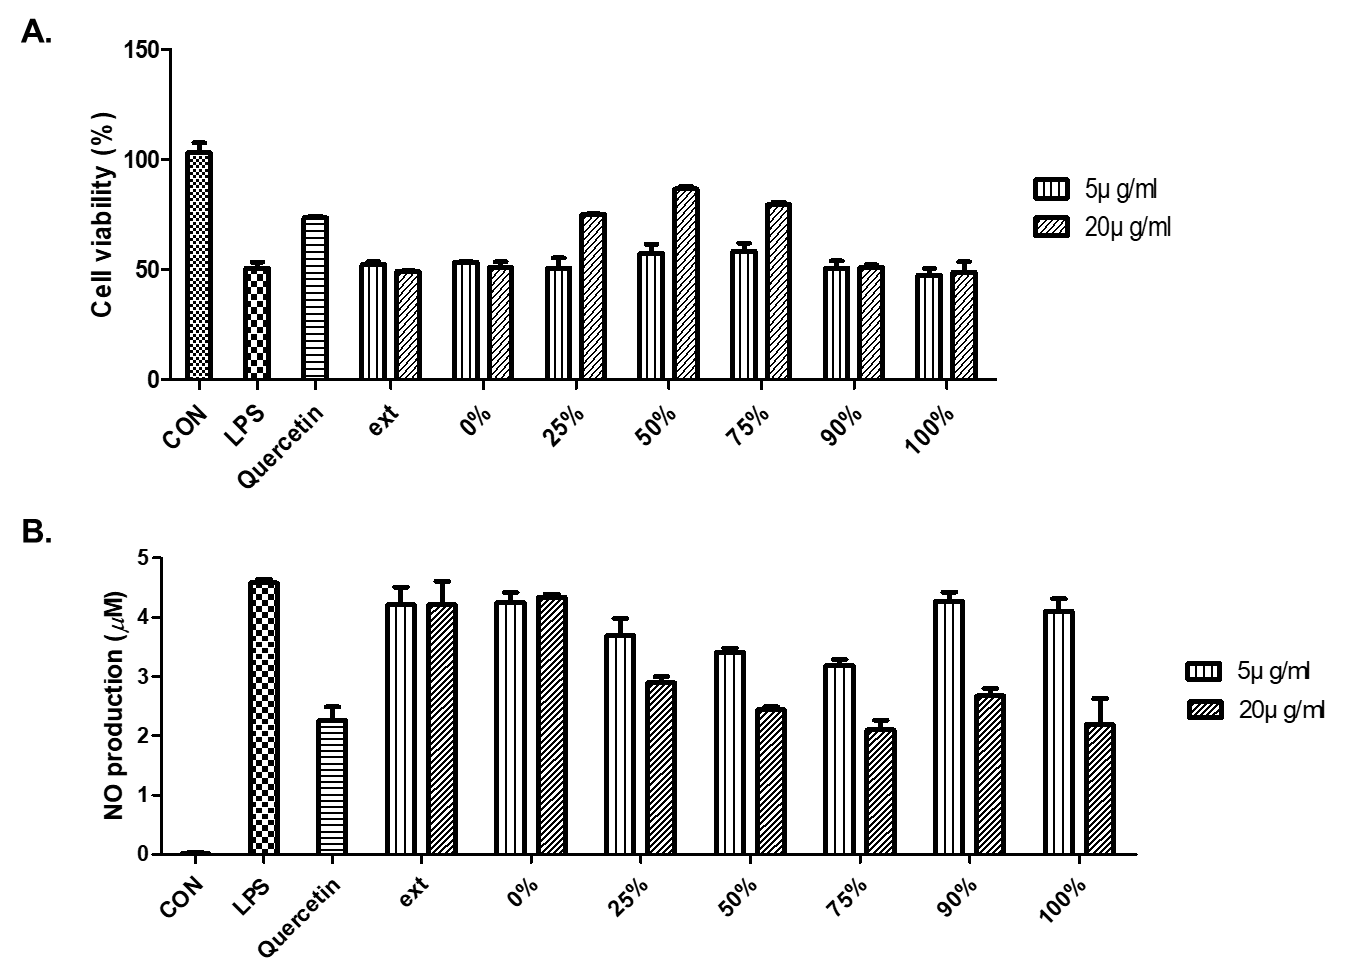 A.
Cell viability (%)
150
100
50
0
CON
LPS
Quercetin
ext
0%
25%
50%
75%
90%
100%
5µ g/ml
20µ g/ml
B.
NO production (µM)
5
4
3
2
1
0
CON
LPS
Quercetin
ext
0%
25%
50%
75%
90%
100%
5µ g/ml
20µ g/ml